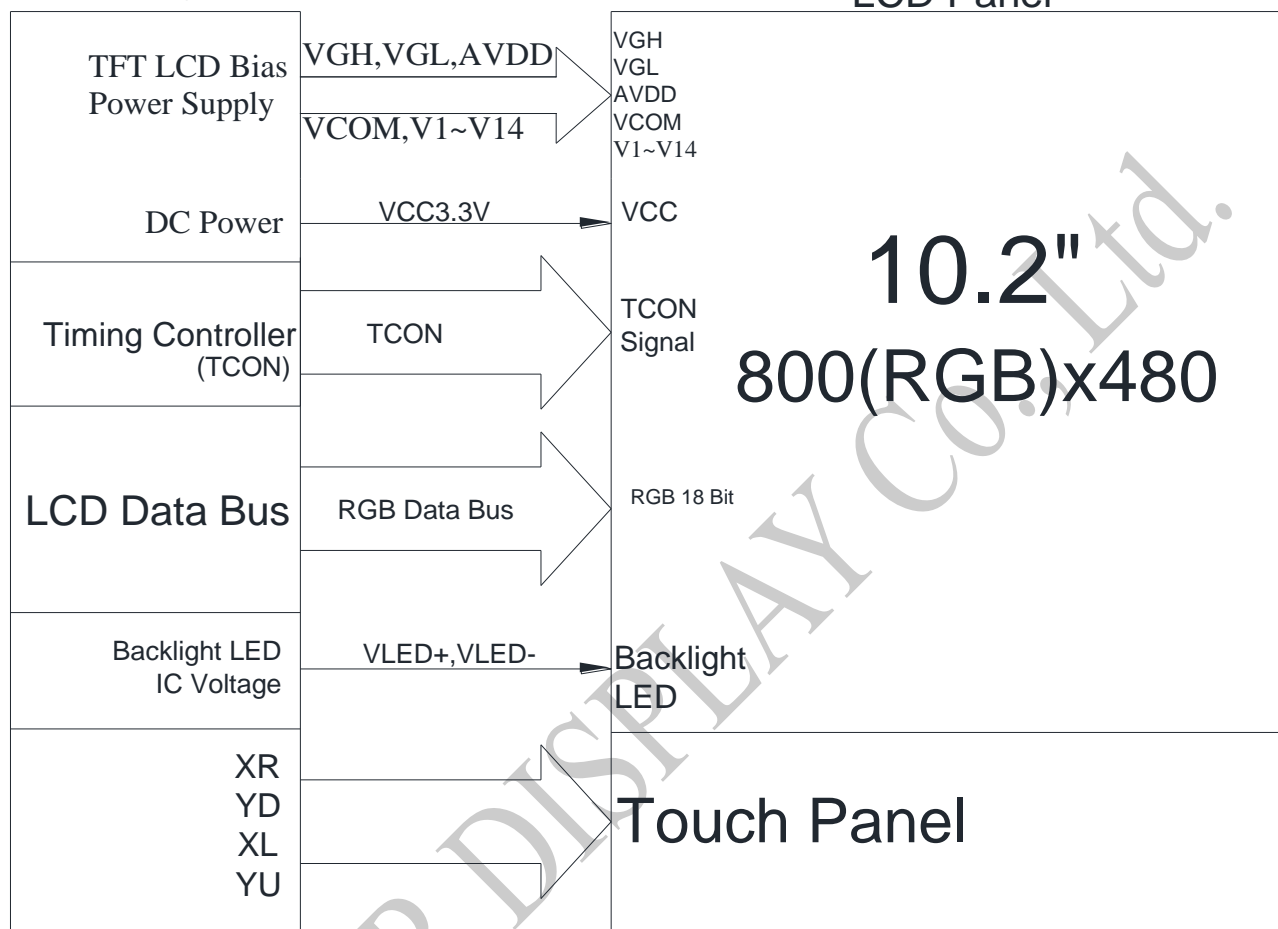 LCD Panel
TFT LCD Bias
Power Supply
VGH,VGL,AVDD
VCOM,V1~V14
VGH
VGL
AVDD
VCOM
V1~V14
DC Power
VCC3.3V
VCC
10.2"
800(RGB)x480
Timing Controller
(TCON)
TCON
TCON
Signal
LCD Data Bus
RGB Data Bus
RGB 18 Bit
Backlight LED
IC Voltage
VLED+,VLED-
Backlight
LED
XR
YD
XL
YU
Touch Panel
DISPLAY Co., Ltd.